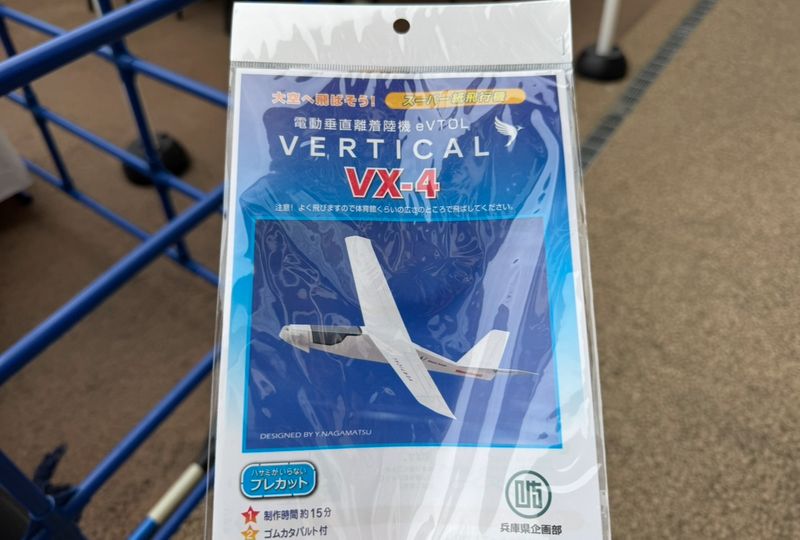 大空へ飛ばそう！ スーパー紙飛行機
電動垂直離着陸機 eVTOL
VERTICAL
VX-4
注意！よく飛びますので体育館くらいの広さのところで飛ばしてください。
DESIGNED BY Y.NAGAMATSU
ハサミがいらない
プレカット
1 制作時間 約15分
2 ゴムカタパルト付
兵庫県企画部